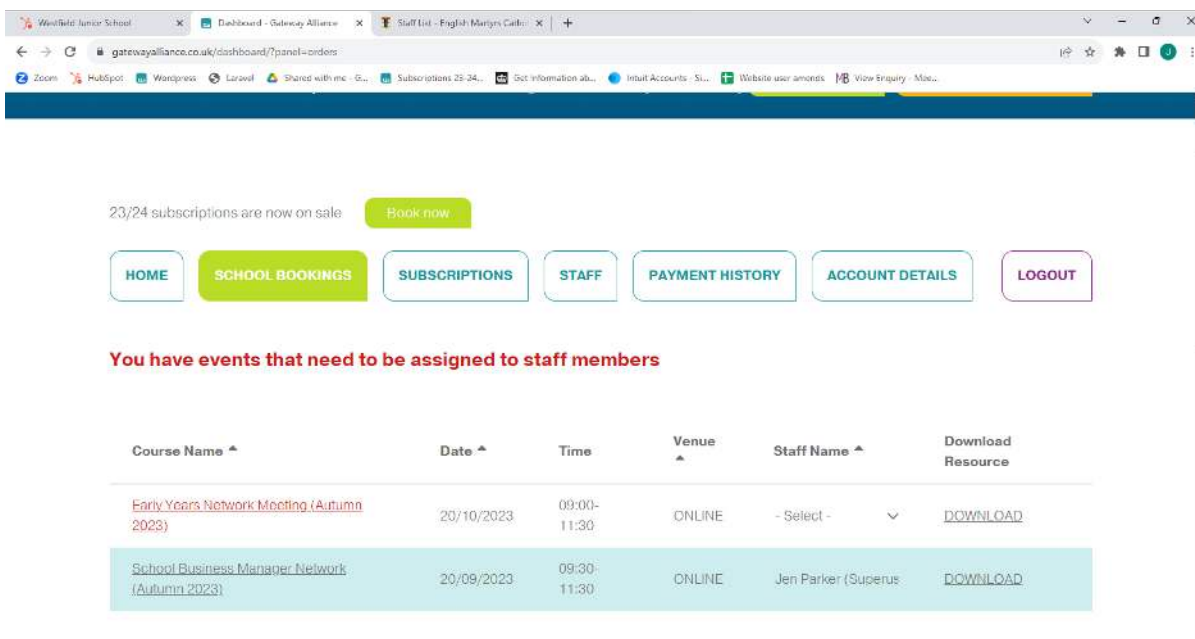 Westfield Junior School
Dashboard - Gateway Alliance
Staff List - English Martyrs Catho
gatewayalliance.co.uk/dashboard/?panel=orders
Zoom HubSpot Wordpress Laravel Shared with me - G... Subscriptions 23-24... Get information ab... Intuit Accounts - Si... Website user amends MB View Enquiry - Moo...
23/24 subscriptions are now on sale Book now
HOME SCHOOL BOOKINGS SUBSCRIPTIONS STAFF PAYMENT HISTORY ACCOUNT DETAILS LOGOUT
You have events that need to be assigned to staff members
Course Name Date Time Venue Staff Name Download Resource
Early Years Network Meeting (Autumn 2023) 20/10/2023 09:00-11:30 ONLINE - Select - DOWNLOAD
School Business Manager Network (Autumn 2023) 20/09/2023 09:30-11:30 ONLINE Jen Parker (Superus DOWNLOAD